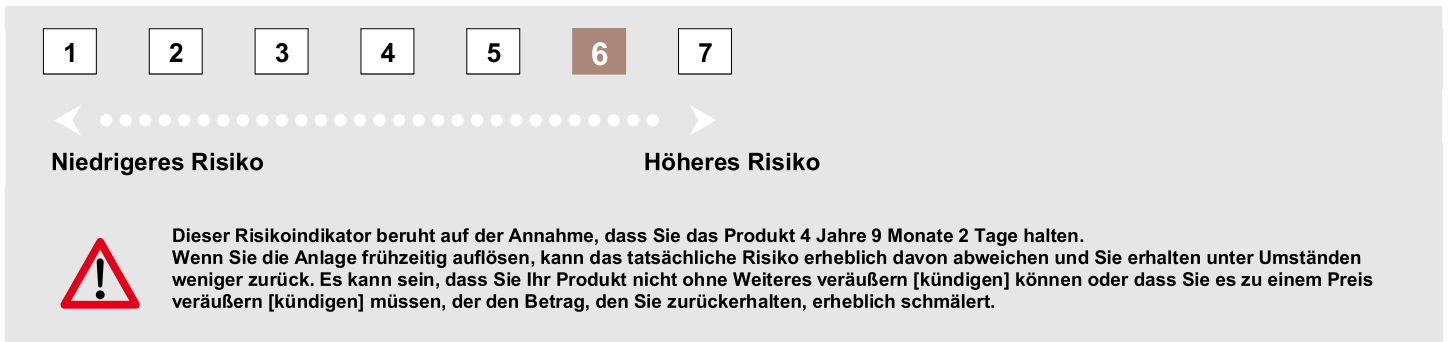 1 2 3 4 5 6 7
Niedrigeres Risiko Höheres Risiko
Dieser Risikoindikator beruht auf der Annahme, dass Sie das Produkt 4 Jahre 9 Monate 2 Tage halten.
Wenn Sie die Anlage frühzeitig auflösen, kann das tatsächliche Risiko erheblich davon abweichen und Sie erhalten unter Umständen
weniger zurück. Es kann sein, dass Sie Ihr Produkt nicht ohne Weiteres veräußern [kündigen] können oder dass Sie es zu einem Preis
veräußern [kündigen] müssen, der den Betrag, den Sie zurückerhalten, erheblich schmälert.